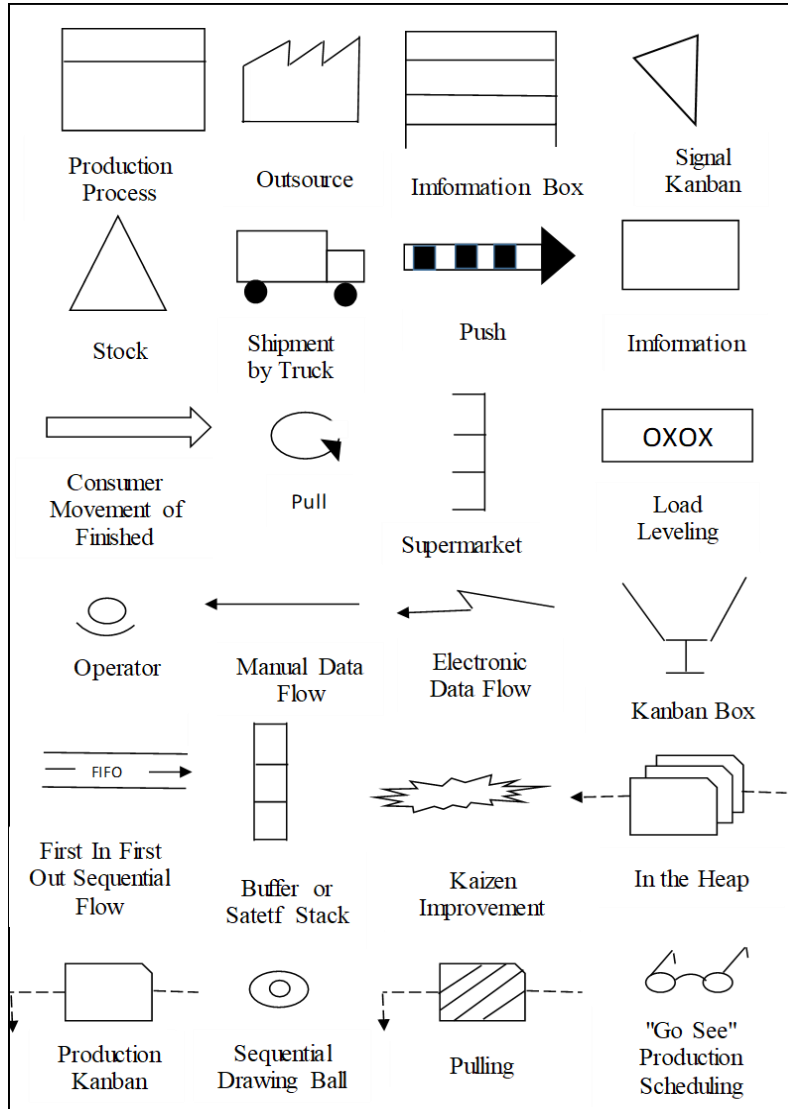 Production
Process
Outsource
Imformation Box
Signal
Kanban
Stock
Shipment
by Truck
Push
Imformation
Consumer
Movement of
Finished
Pull
Supermarket
OXOX
Load
Leveling
Operator
Manual Data
Flow
Electronic
Data Flow
Kanban Box
FIFO
First In First
Out Sequential
Flow
Buffer or
Satetf Stack
Kaizen
Improvement
In the Heap
Production
Kanban
Sequential
Drawing Ball
Pulling
"Go See"
Production
Scheduling